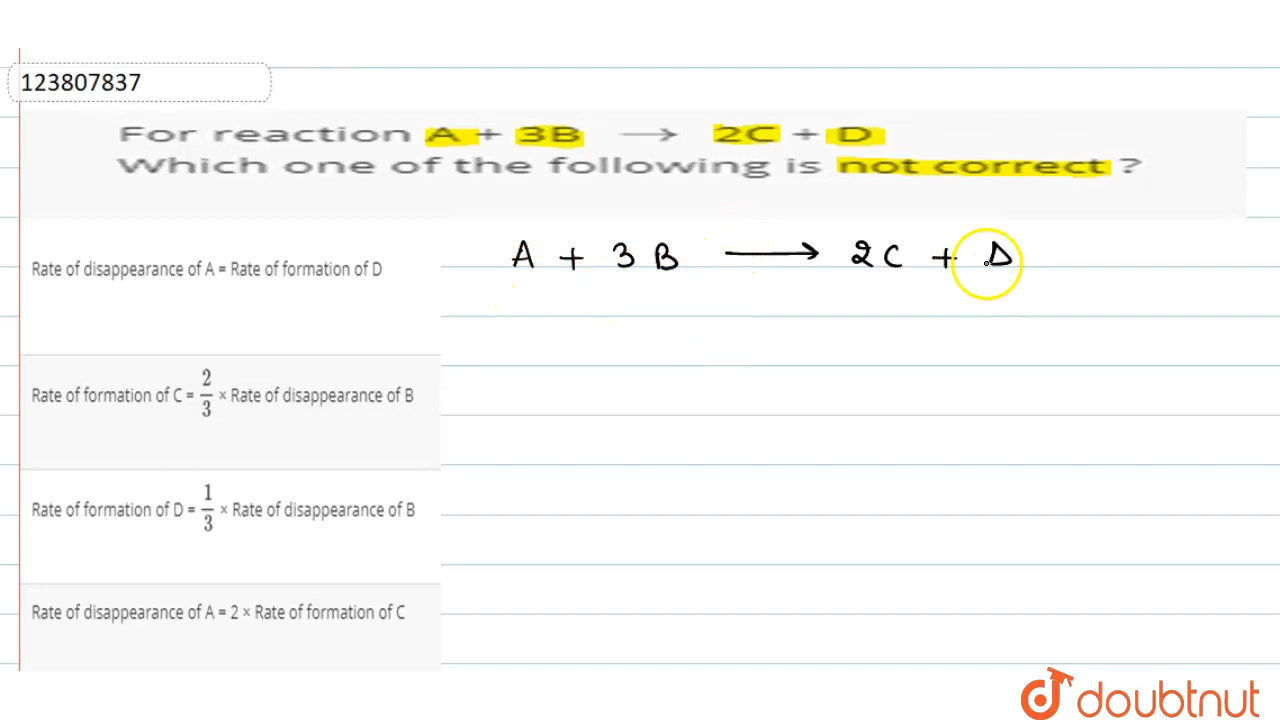 123807837
For reaction A + 3B → 2C + D
Which one of the following is not correct ?
A + 3 B → 2 C + D
Rate of disappearance of A = Rate of formation of D
Rate of formation of C = 2/3 × Rate of disappearance of B
Rate of formation of D = 1/3 × Rate of disappearance of B
Rate of disappearance of A = 2 × Rate of formation of C
doubtnut